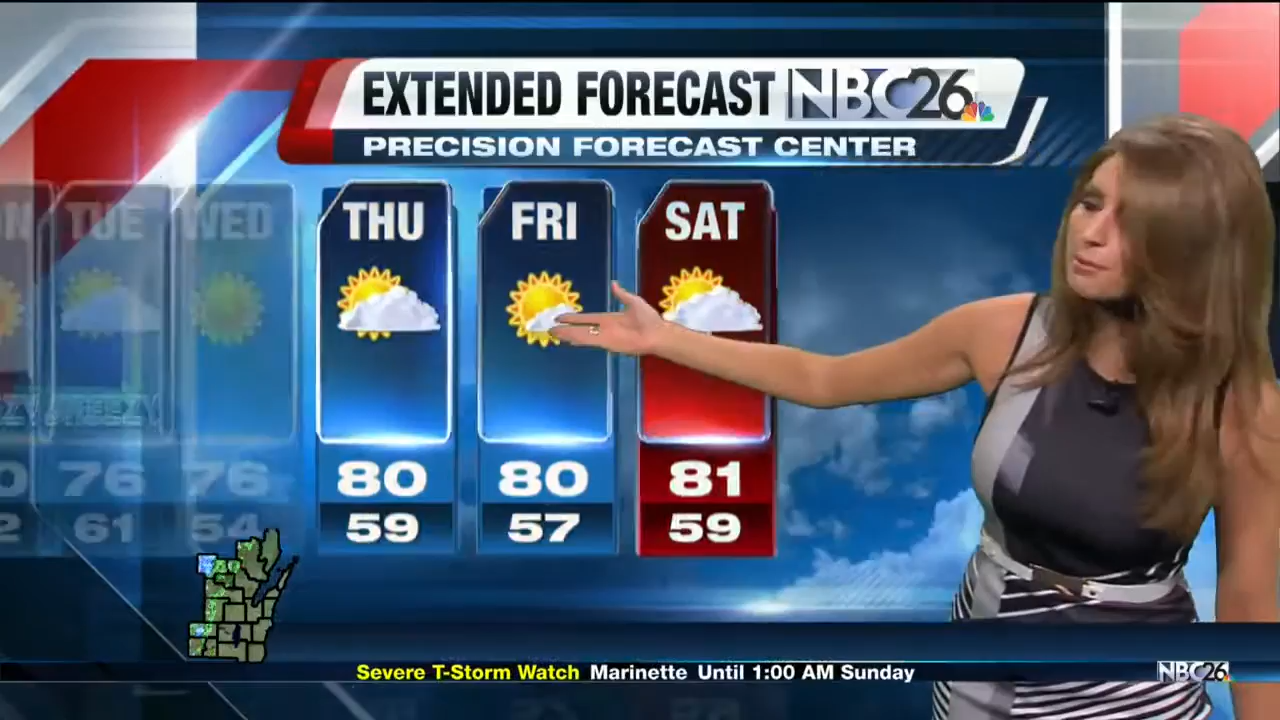 EXTENDED FORECAST NBC26
PRECISION FORECAST CENTER
TUE WED THU FRI SAT
76 76 80 80 81
61 54 59 57 59
Severe T-Storm Watch Marinette Until 1:00 AM Sunday
NBC26